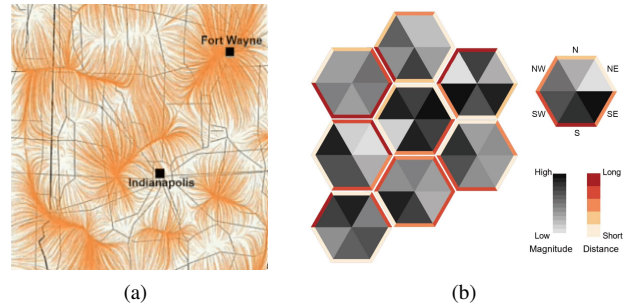 Fort Wayne
Indianapolis
N
NW
NE
SW
SE
S
High
Long
Low
Short
Magnitude
Distance
(a)
(b)